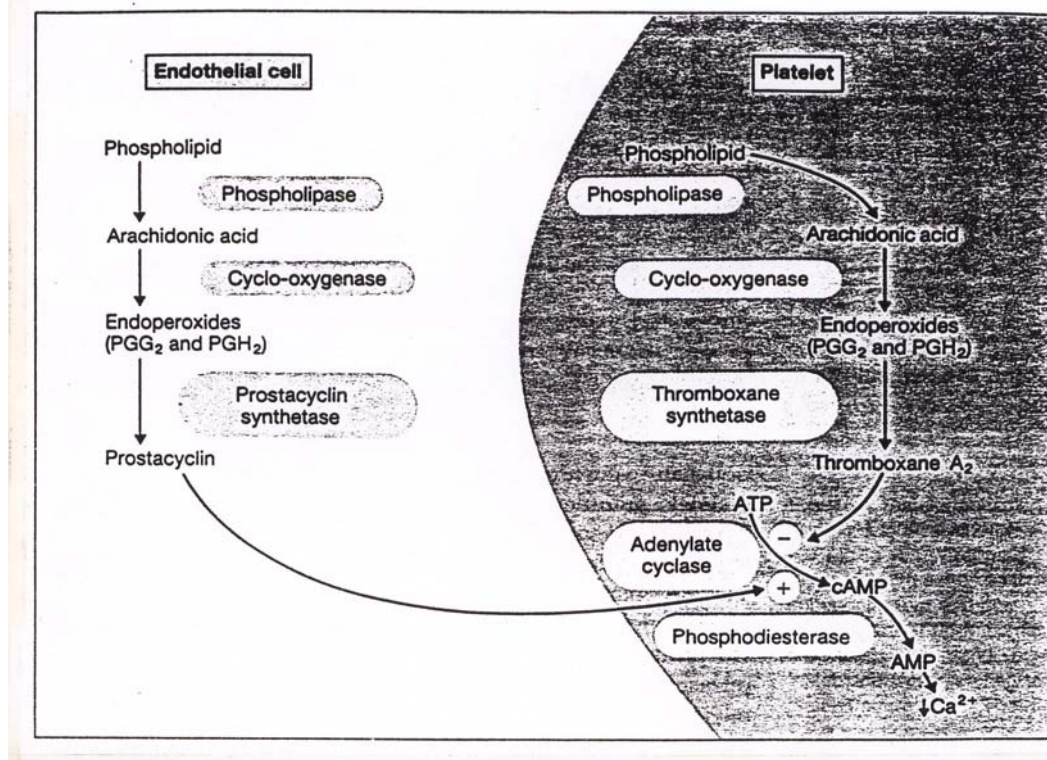 Endothelial cell
Phospholipid
Phospholipase
Arachidonic acid
Cyclo-oxygenase
Endoperoxides
(PGG₂ and PGH₂)
Prostacyclin
synthetase
Prostacyclin
Platelet
Phospholipid
Phospholipase
Arachidonic acid
Cyclo-oxygenase
Endoperoxides
(PGG₂ and PGH₂)
Thromboxane
synthetase
Thromboxane A₂
ATP
−
Adenylate
cyclase
+
cAMP
Phosphodiesterase
AMP
↓Ca²⁺